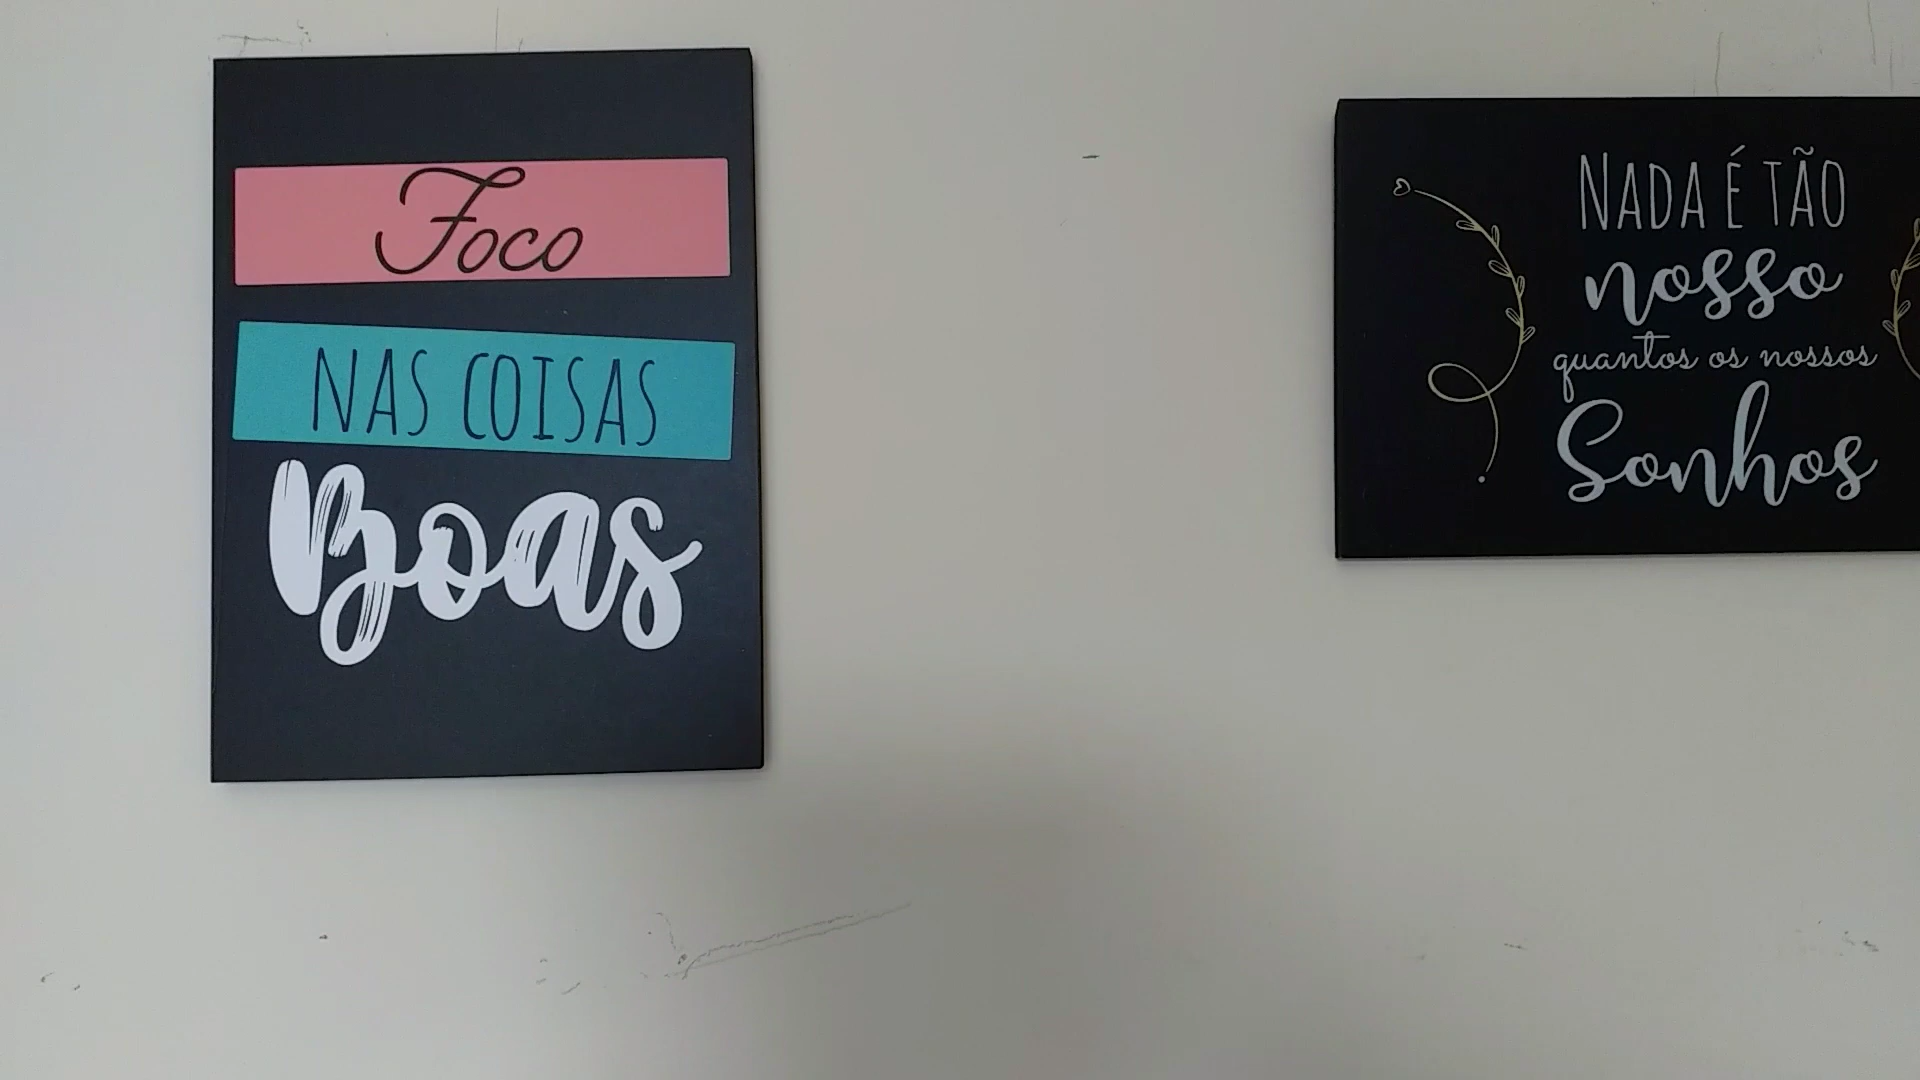 Foco
NAS COISAS
Boas
NADA É TÃO
nosso
quantos os nossos
Sonhos